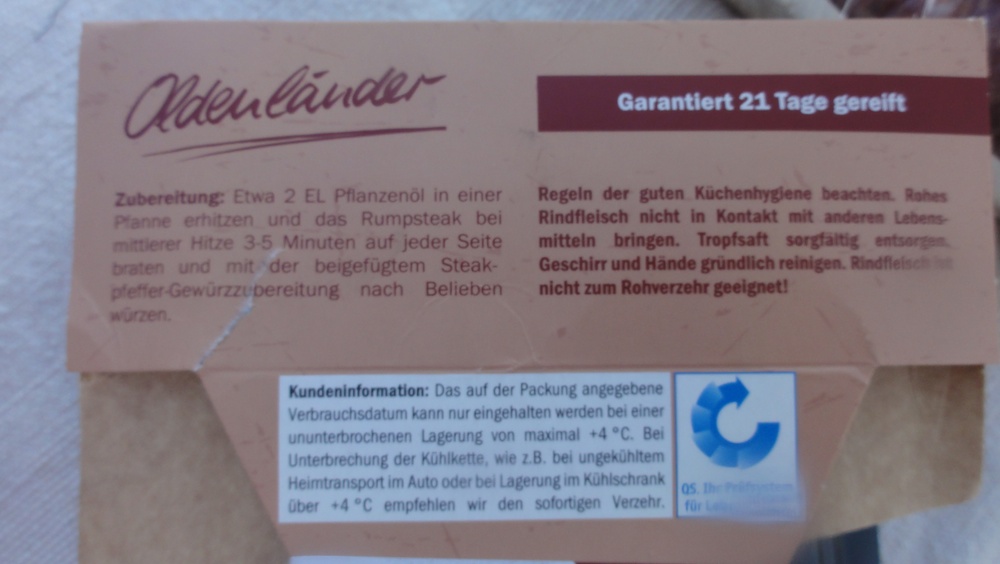 Oldenländer
Garantiert 21 Tage gereift
Zubereitung: Etwa 2 EL Pflanzenöl in einer
Pfanne erhitzen und das Rumpsteak bei
mittlerer Hitze 3-5 Minuten auf jeder Seite
braten und mit der beigefügtem Steak-
pfeffer-Gewürzzubereitung nach Belieben
würzen.
Regeln der guten Küchenhygiene beachten. Rohes
Rindfleisch nicht in Kontakt mit anderen Lebens-
mitteln bringen. Tropfsaft sorgfältig entsorgen.
Geschirr und Hände gründlich reinigen. Rindfleisch ist
nicht zum Rohverzehr geeignet!
Kundeninformation: Das auf der Packung angegebene
Verbrauchsdatum kann nur eingehalten werden bei einer
ununterbrochenen Lagerung von maximal +4 °C. Bei
Unterbrechung der Kühlkette, wie z.B. bei ungekühltem
Heimtransport im Auto oder bei Lagerung im Kühlschrank
über +4 °C empfehlen wir den sofortigen Verzehr.
QS. Ihr Prüfsystem
für